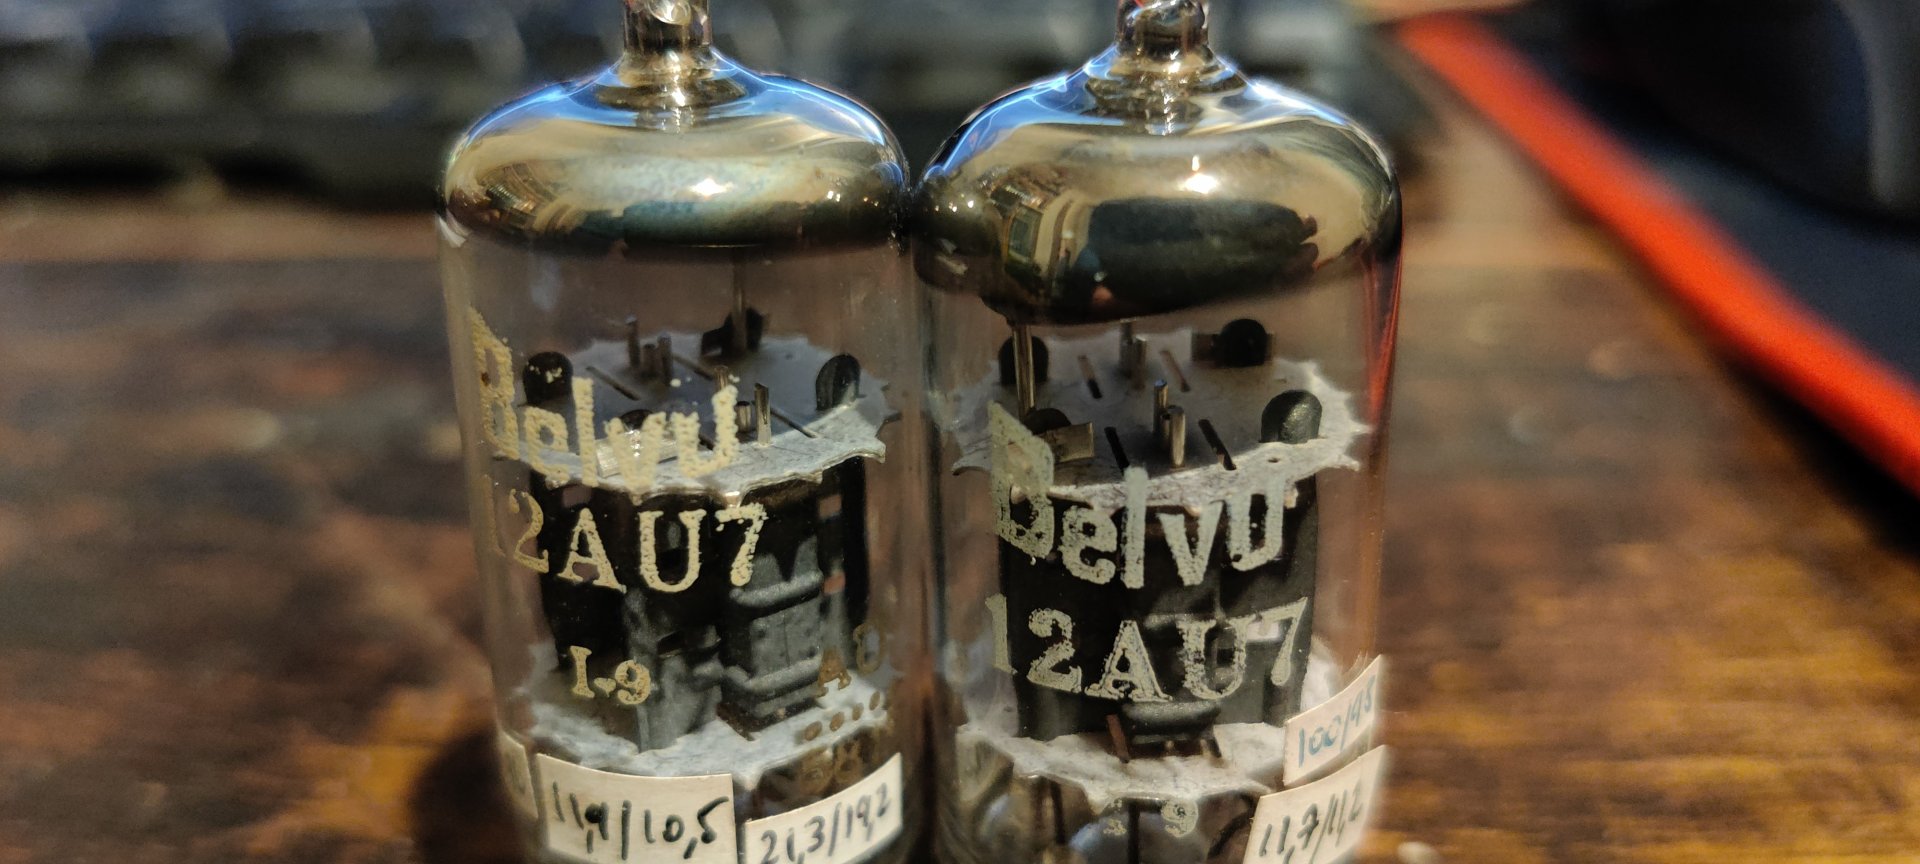 Belvu
12AU7
I-9
11,9/10,5
21,3/19,2
Belvu
12AU7
100/95
11,7/11,2